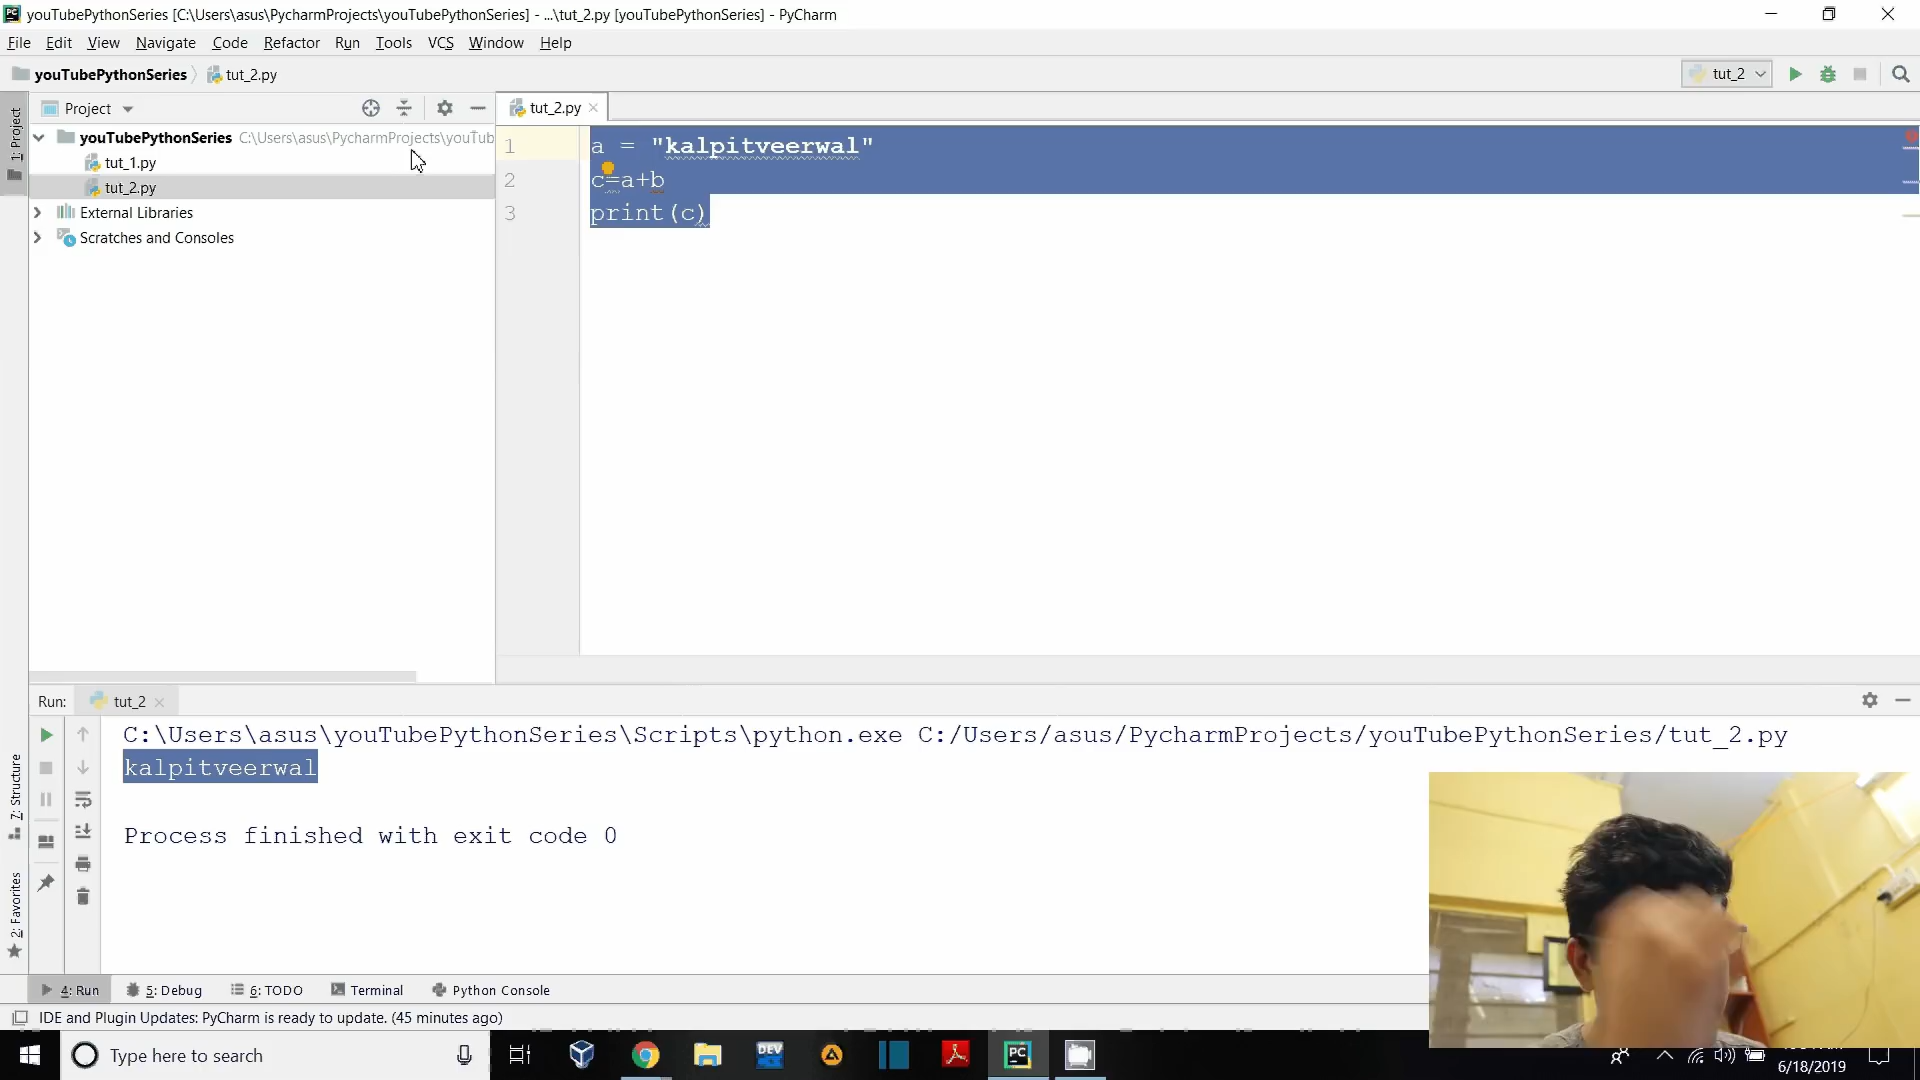 youTubePythonSeries [C:\Users\asus\PycharmProjects\youTubePythonSeries] - ...\tut_2.py [youTubePythonSeries] - PyCharm
File Edit View Navigate Code Refactor Run Tools VCS Window Help
youTubePythonSeries tut_2.py tut_2
1: Project
Project
tut_2.py
youTubePythonSeries C:\Users\asus\PycharmProjects\youTub
tut_1.py
tut_2.py
External Libraries
Scratches and Consoles
1 a = "kalpitveerwal"
2 c=a+b
3 print(c)
Run: tut_2
C:\Users\asus\youTubePythonSeries\Scripts\python.exe C:/Users/asus/PycharmProjects/youTubePythonSeries/tut_2.py
kalpitveerwal
Process finished with exit code 0
7: Structure
2: Favorites
4: Run 5: Debug 6: TODO Terminal Python Console
IDE and Plugin Updates: PyCharm is ready to update. (45 minutes ago)
Type here to search
DEV
PC
6/18/2019